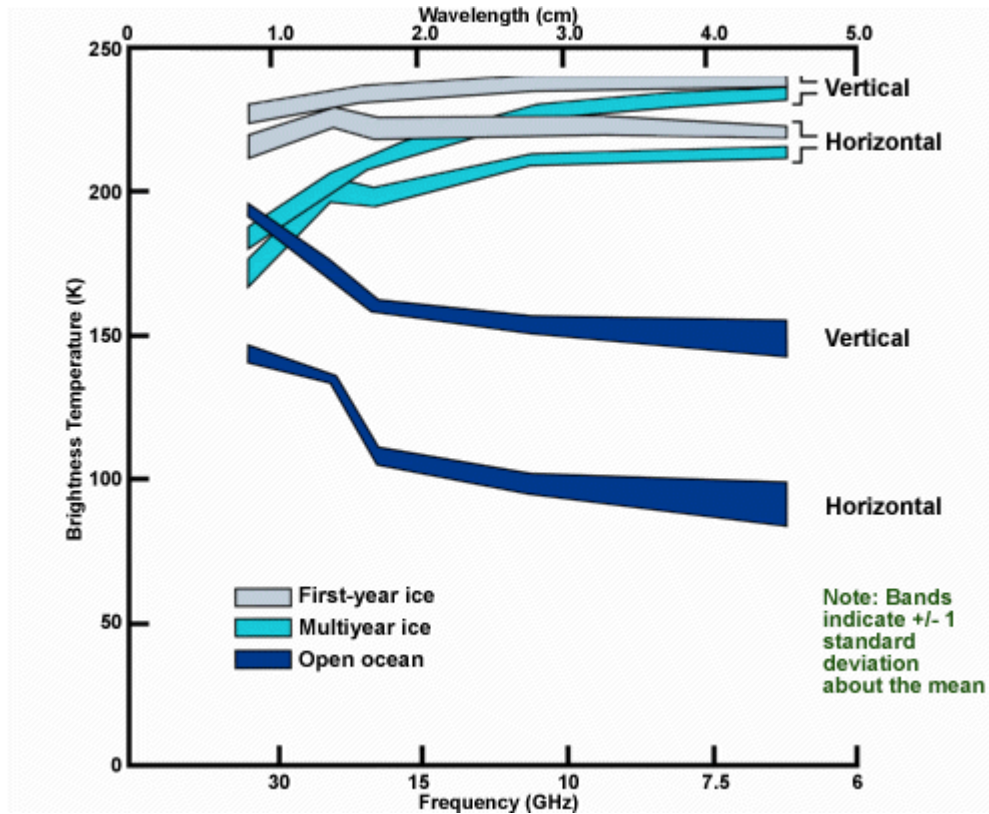 Wavelength (cm)
0 1.0 2.0 3.0 4.0 5.0
250
200
150
100
50
0
Brightness Temperature (K)
Vertical
Horizontal
Vertical
Horizontal
First-year ice
Multiyear ice
Open ocean
Note: Bands
indicate +/- 1
standard
deviation
about the mean
30 15 10 7.5 6
Frequency (GHz)